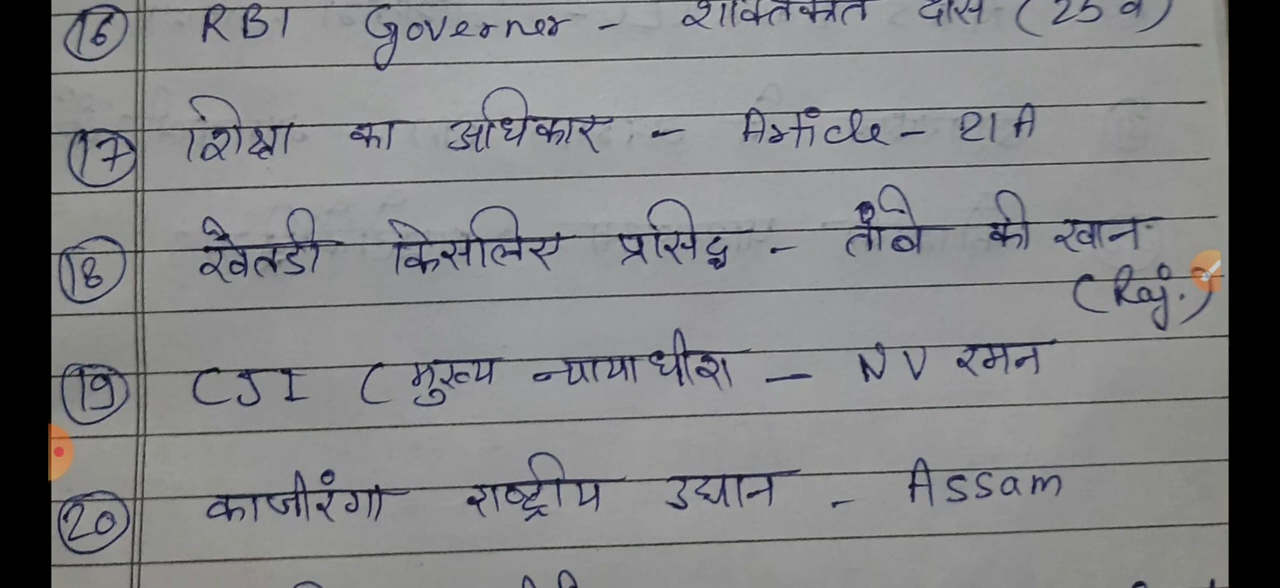 16 RBI Governer - शक्तिकांत दास (25 वे)
17 शिक्षा का अधिकार - Article - 21A
18 खेतडी किसलिए प्रसिद्ध - ताँबे की खान
(Raj.)
19 CJI (मुख्य न्यायाधीश - NV रमन
20 काजीरंगा राष्ट्रीय उद्यान - Assam